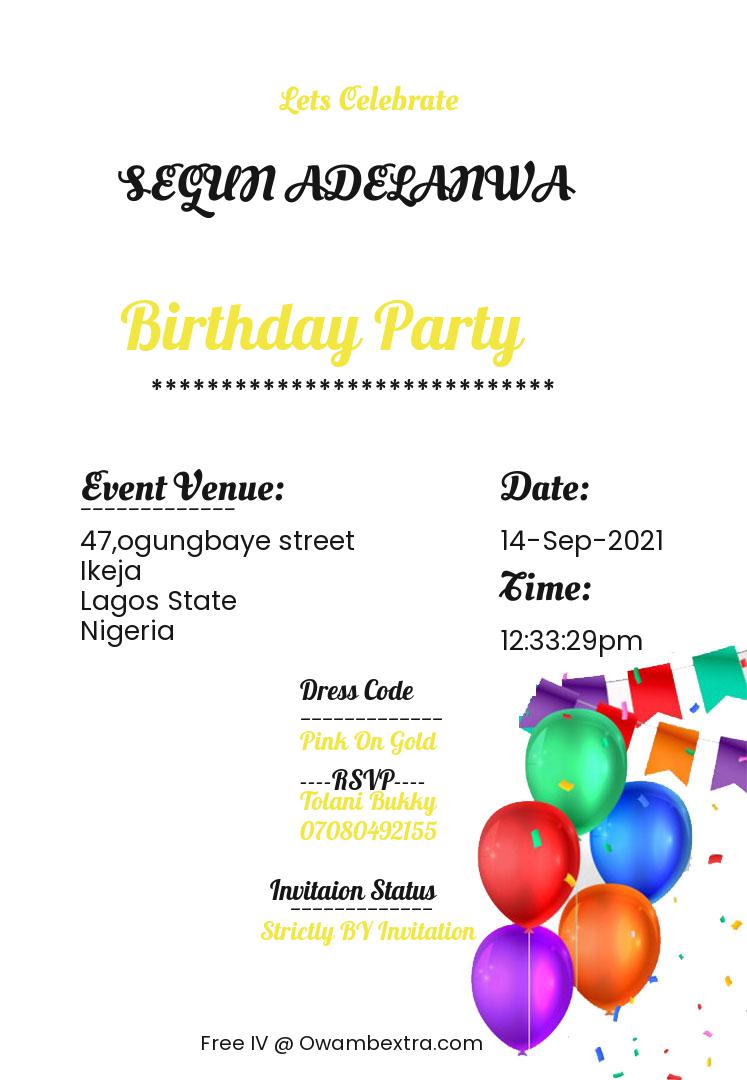 Lets Celebrate
SEGUN ADELANWA
Birthday Party
*****************************
Event Venue:
-------------
47,ogungbaye street
Ikeja
Lagos State
Nigeria
Date:
14-Sep-2021
Time:
12:33:29pm
Dress Code
-------------
Pink On Gold
----RSVP----
Tolani Bukky
07080492155
Invitaion Status
-------------
Strictly BY Invitation
Free IV @ Owambextra.com